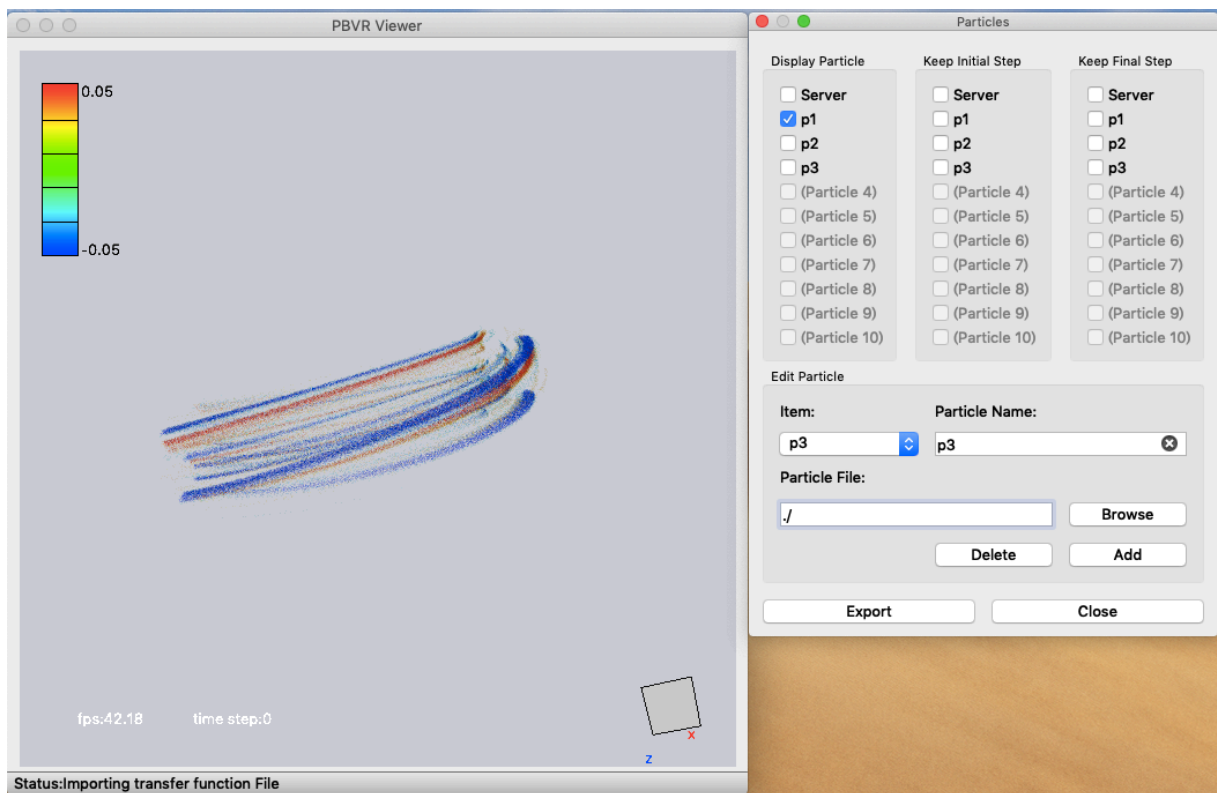 PBVR Viewer
0.05
-0.05
fps:42.18 time step:0
x
z
Status:Importing transfer function File
Particles
Display Particle Keep Initial Step Keep Final Step
Server Server Server
p1 p1 p1
p2 p2 p2
p3 p3 p3
(Particle 4) (Particle 4) (Particle 4)
(Particle 5) (Particle 5) (Particle 5)
(Particle 6) (Particle 6) (Particle 6)
(Particle 7) (Particle 7) (Particle 7)
(Particle 8) (Particle 8) (Particle 8)
(Particle 9) (Particle 9) (Particle 9)
(Particle 10) (Particle 10) (Particle 10)
Edit Particle
Item: Particle Name:
p3 p3
Particle File:
./ Browse
Delete Add
Export Close